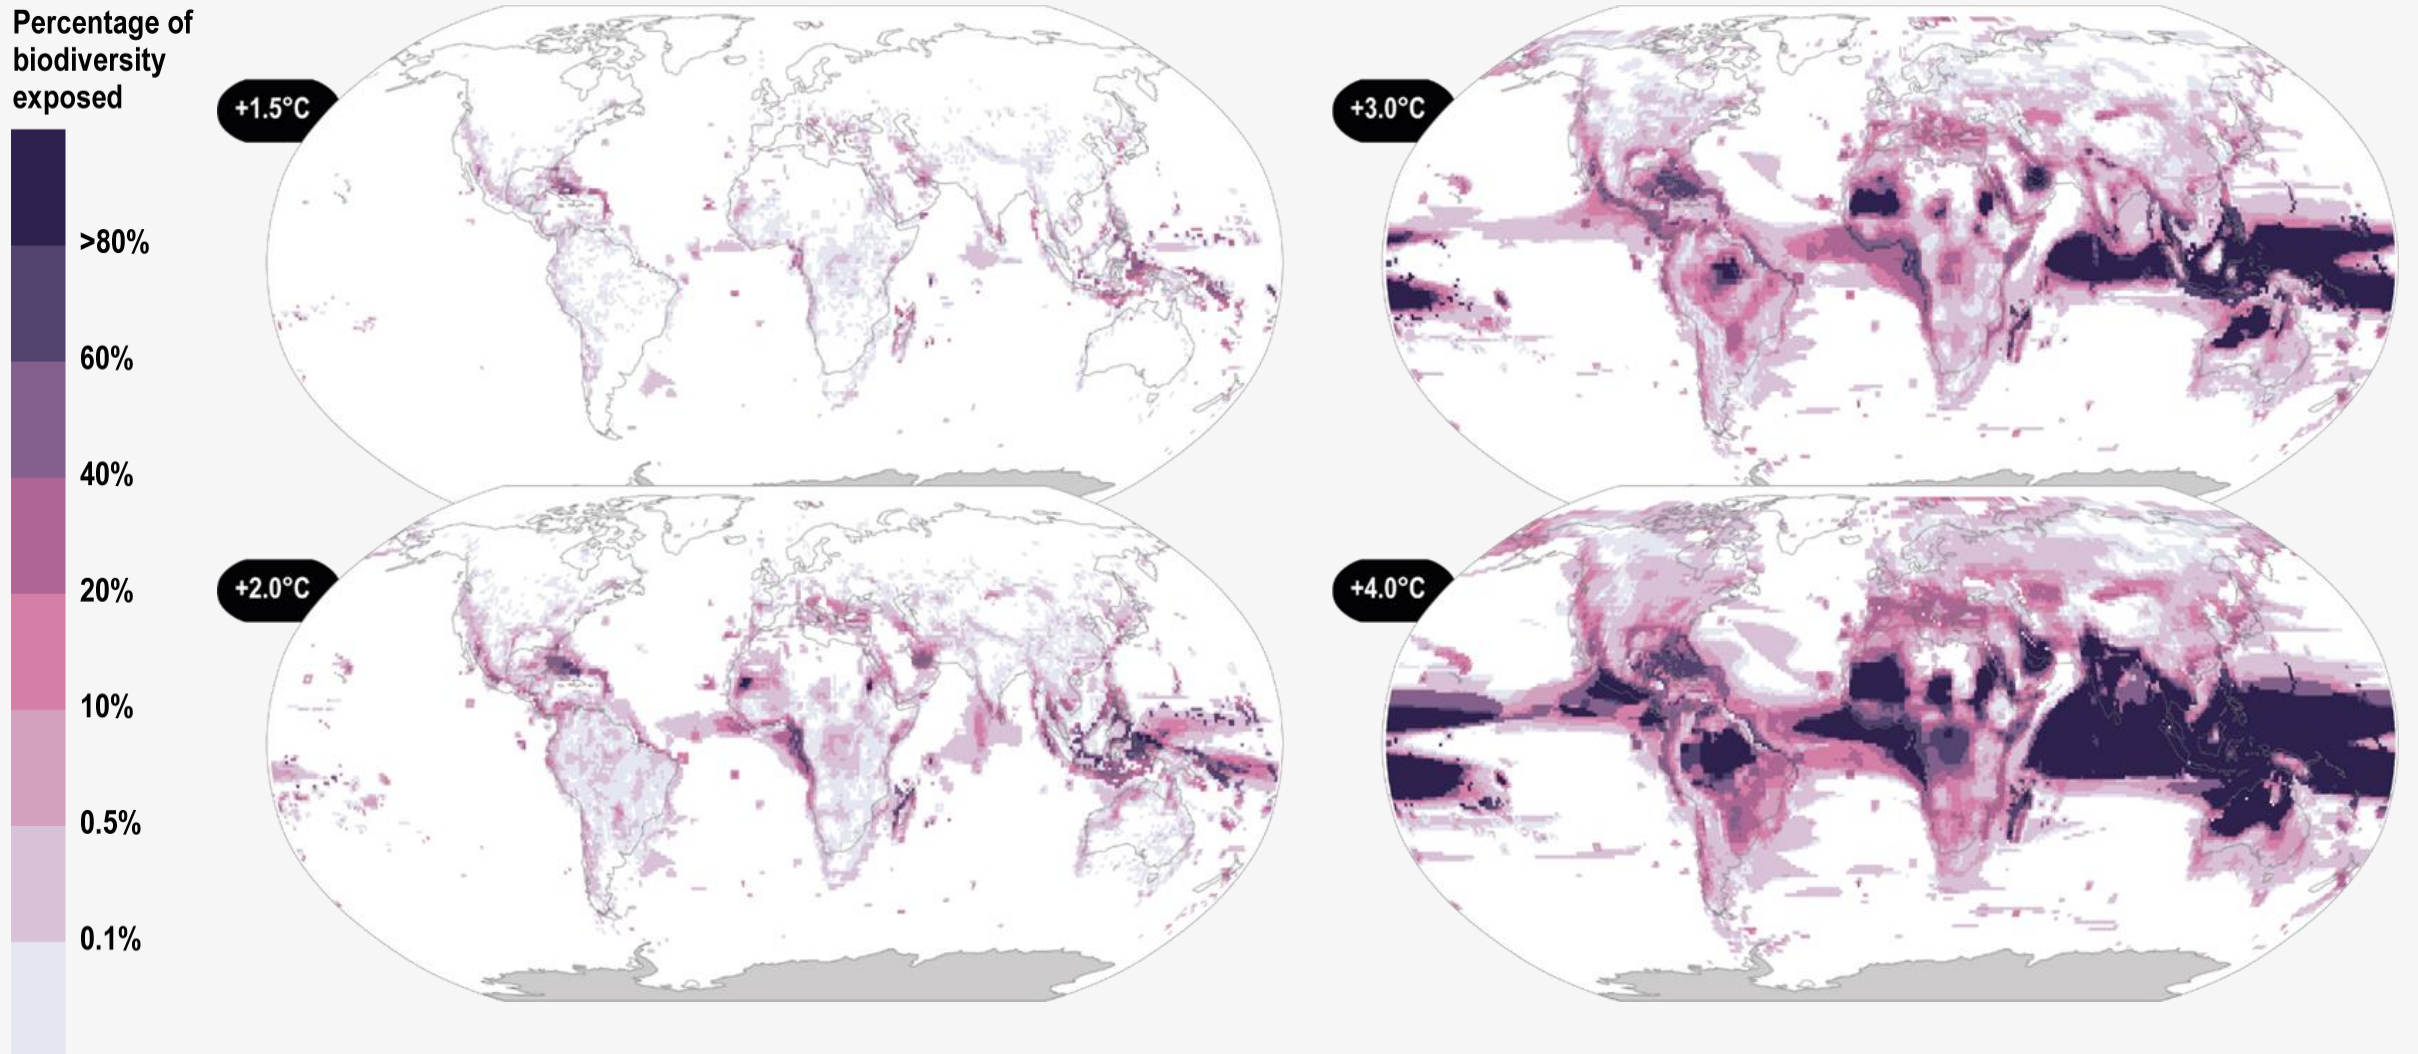 Percentage of
biodiversity
exposed
>80%
60%
40%
20%
10%
0.5%
0.1%
+1.5°C
+2.0°C
+3.0°C
+4.0°C